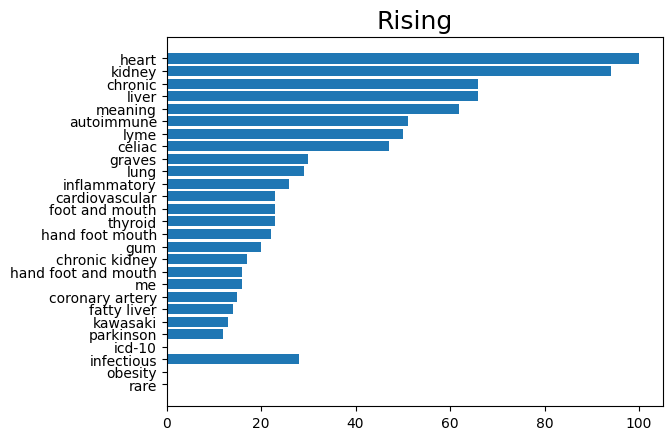 Rising
heart
kidney
chronic
liver
meaning
autoimmune
lyme
celiac
graves
lung
inflammatory
cardiovascular
foot and mouth
thyroid
hand foot mouth
gum
chronic kidney
hand foot and mouth
me
coronary artery
fatty liver
kawasaki
parkinson
icd-10
infectious
obesity
rare
0 20 40 60 80 100